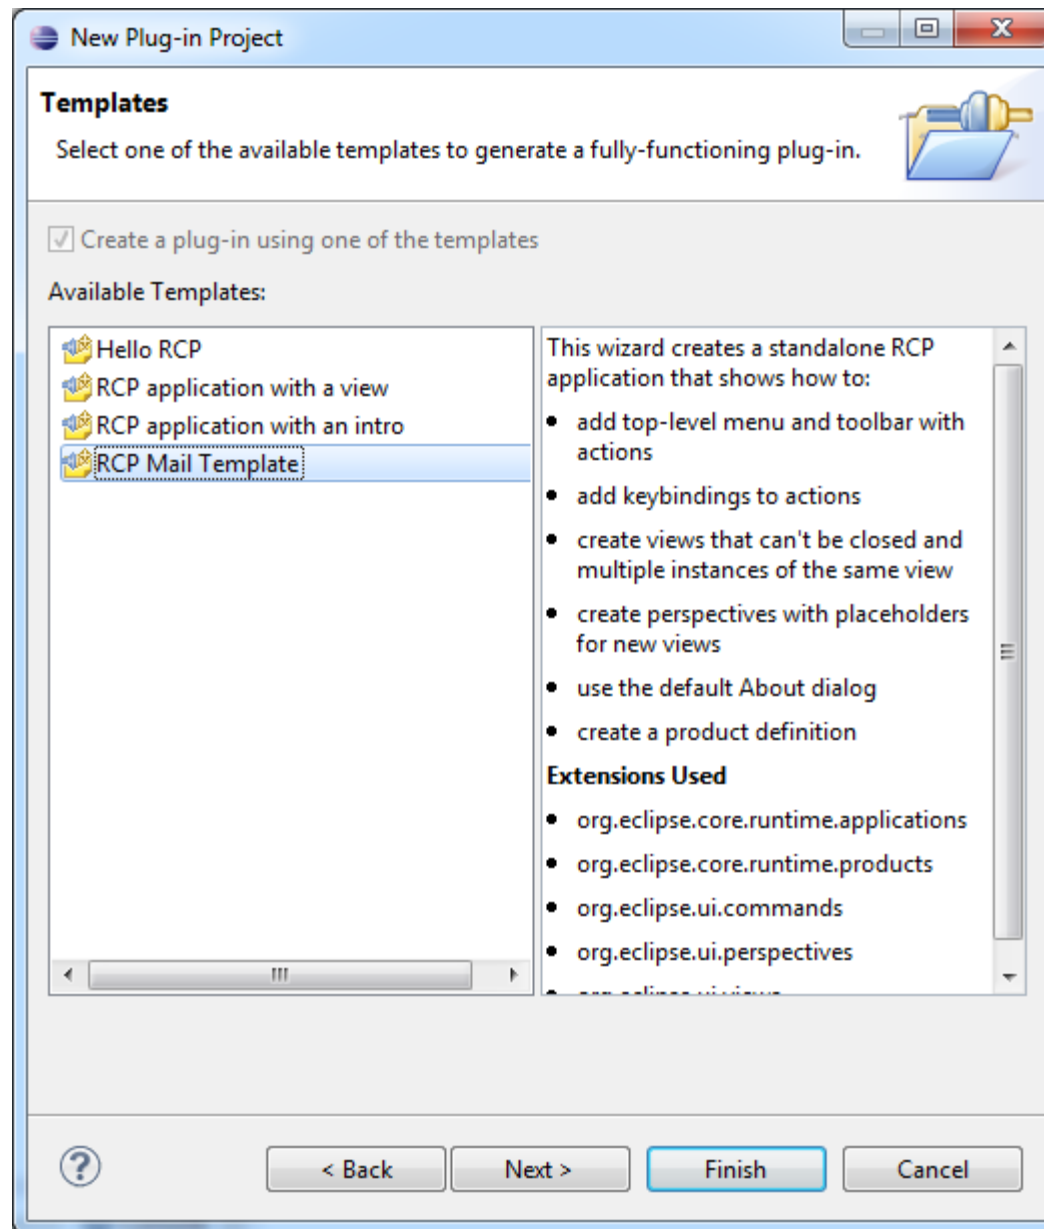 New Plug-in Project
Templates
Select one of the available templates to generate a fully-functioning plug-in.
Create a plug-in using one of the templates
Available Templates:
Hello RCP
RCP application with a view
RCP application with an intro
RCP Mail Template
This wizard creates a standalone RCP
application that shows how to:
• add top-level menu and toolbar with
actions
• add keybindings to actions
• create views that can't be closed and
multiple instances of the same view
• create perspectives with placeholders
for new views
• use the default About dialog
• create a product definition
Extensions Used
• org.eclipse.core.runtime.applications
• org.eclipse.core.runtime.products
• org.eclipse.ui.commands
• org.eclipse.ui.perspectives
• org.eclipse.ui.views
?
< Back
Next >
Finish
Cancel